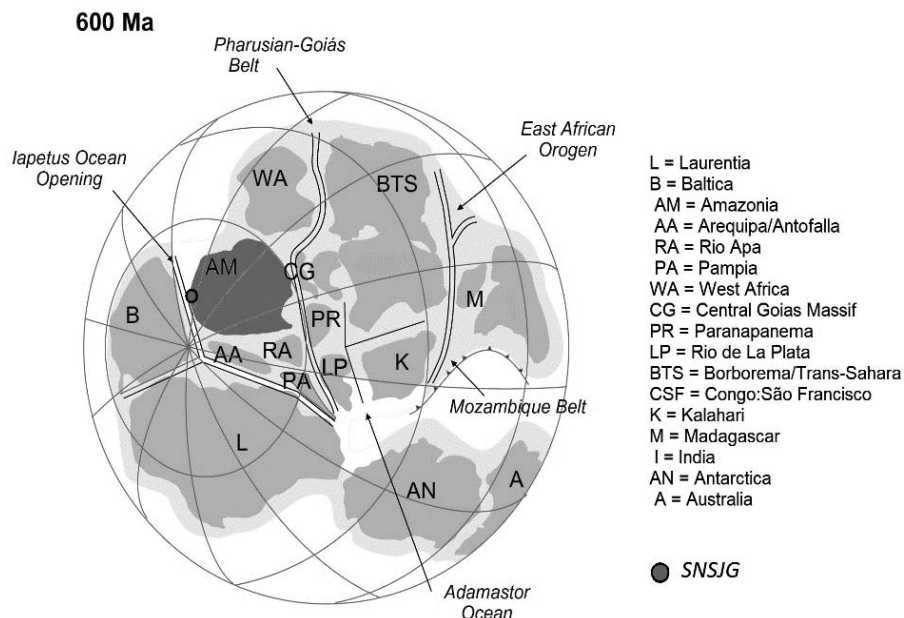 600 Ma
Pharusian-Goiás
Belt
East African
Orogen
Iapetus Ocean
Opening
WA
BTS
AM
CG
B
PR
M
AA
RA
PA
LP
K
Mozambique Belt
L
AN
A
Adamastor
Ocean
L = Laurentia
B = Baltica
AM = Amazonia
AA = Arequipa/Antofalla
RA = Rio Apa
PA = Pampia
WA = West Africa
CG = Central Goias Massif
PR = Paranapanema
LP = Rio de La Plata
BTS = Borborema/Trans-Sahara
CSF = Congo:São Francisco
K = Kalahari
M = Madagascar
I = India
AN = Antarctica
A = Australia
SNSJG